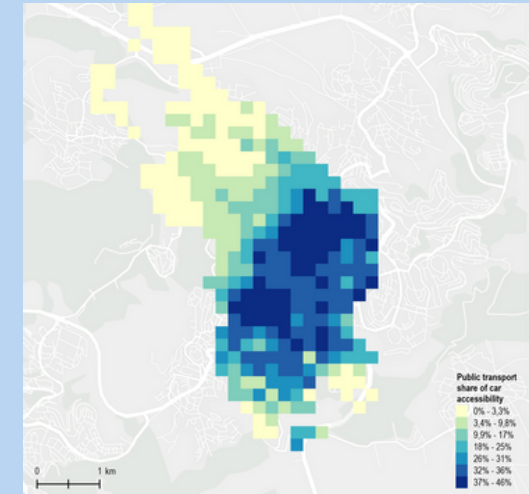 Public transport
share of car
accessibility
0% - 3,3%
3,4% - 9,8%
9,9% - 17%
18% - 25%
26% - 31%
32% - 36%
37% - 46%
0 1 km